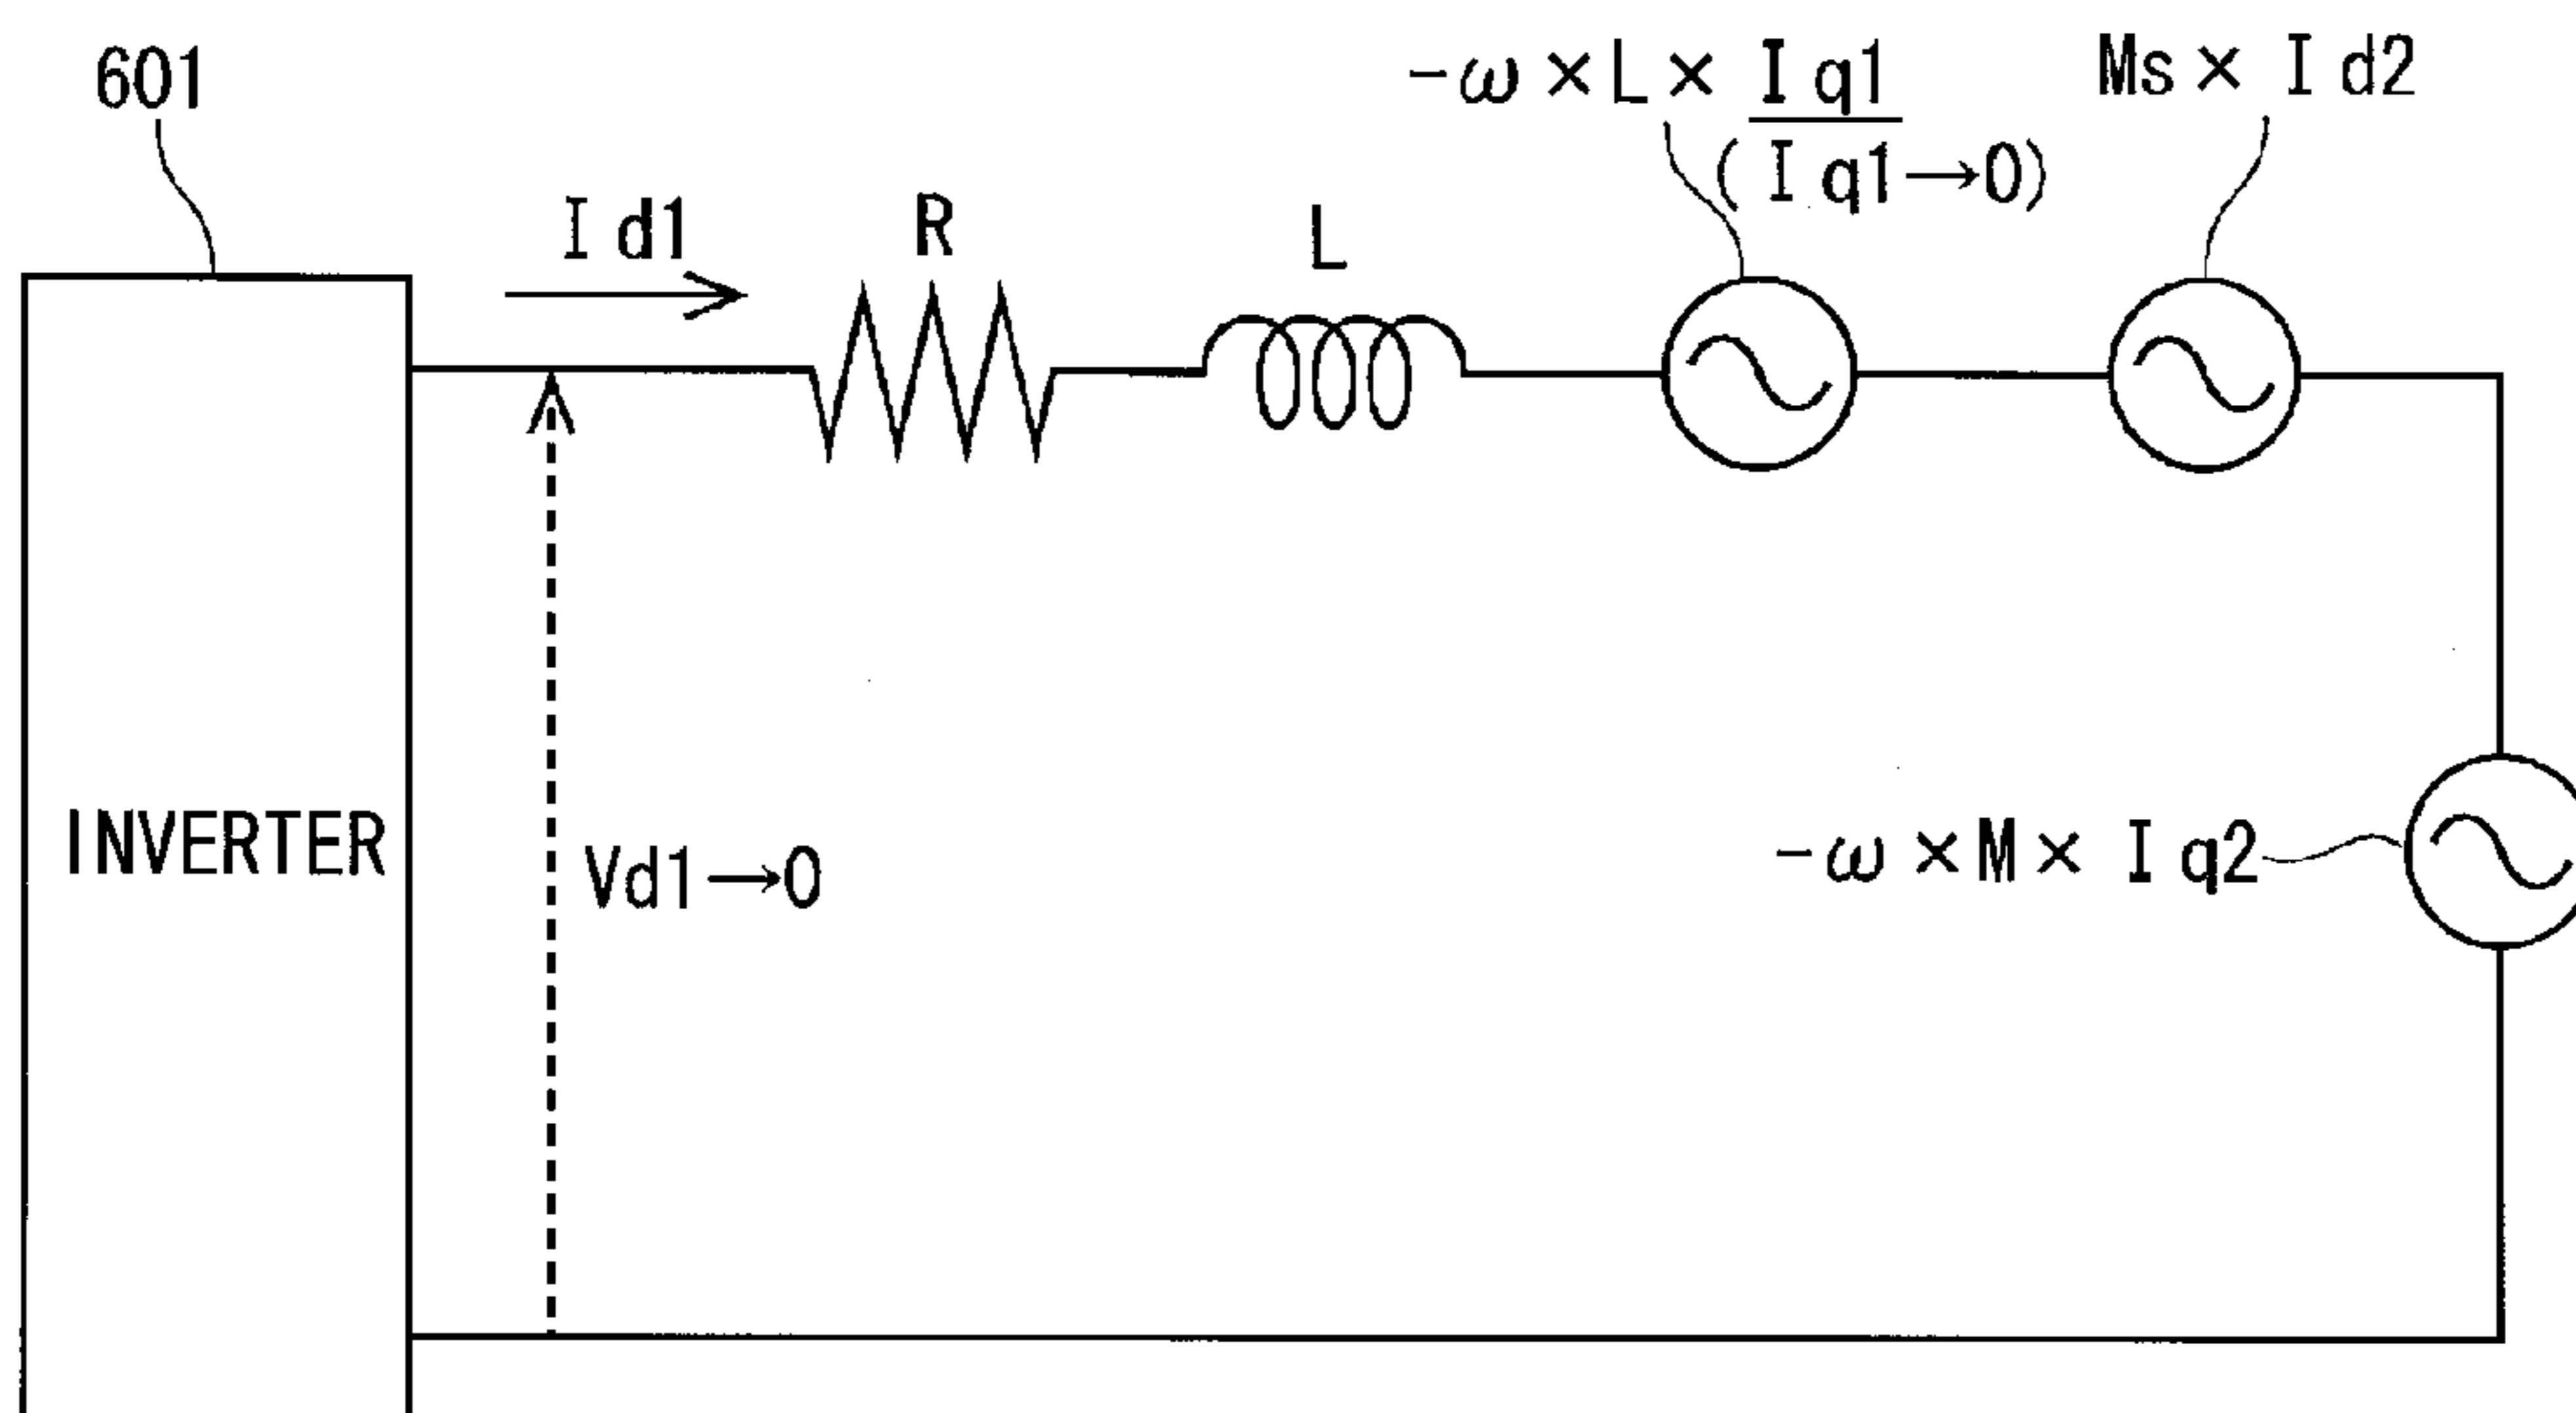 601
-ω×L×Iq1
(Iq1→0)
Ms×Id2
Id1
R
L
INVERTER
Vd1→0
-ω×M×Iq2